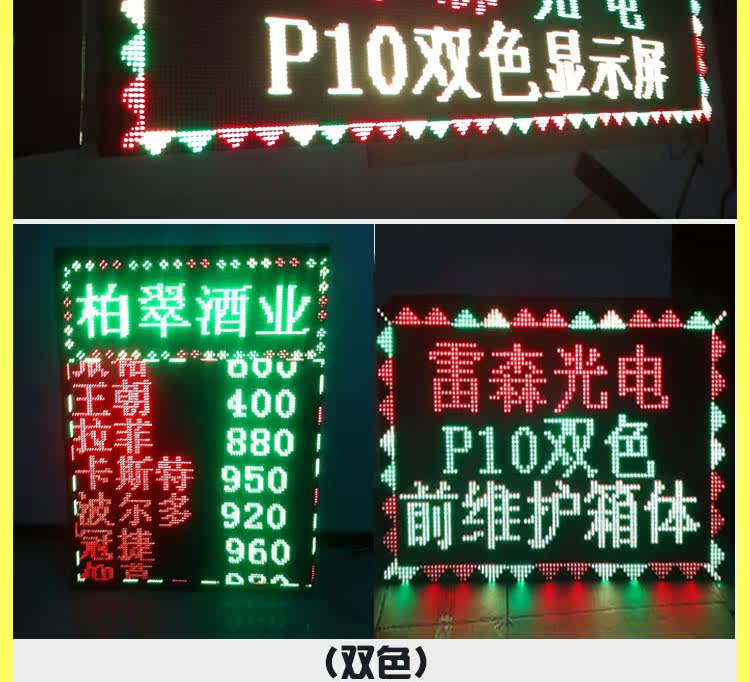 光电
P10双色显示屏
柏翠酒业
王朝 400
拉菲 880
卡斯特 950
波尔多 920
冠捷 960
雷森光电
P10双色
前维护箱体
(双色)